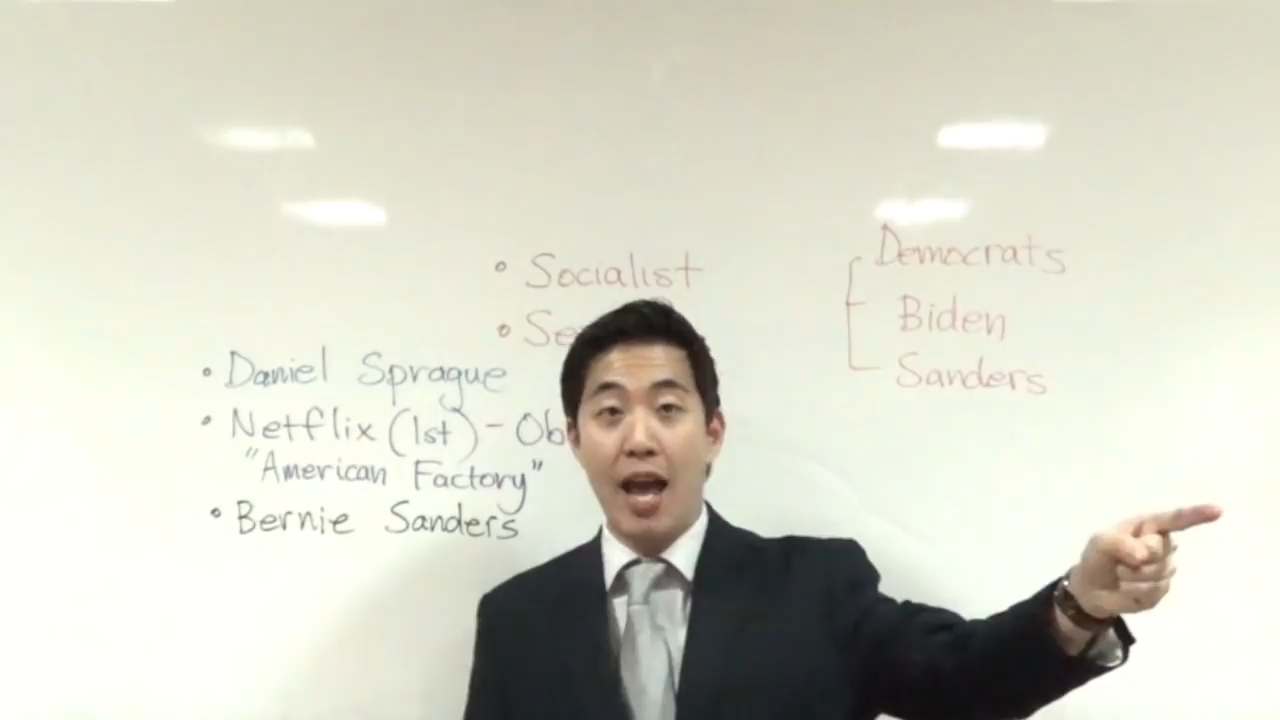 • Socialist
• Se
Democrats
Biden
Sanders
• Daniel Sprague
• Netflix (1st) - Ob
"American Factory"
• Bernie Sanders